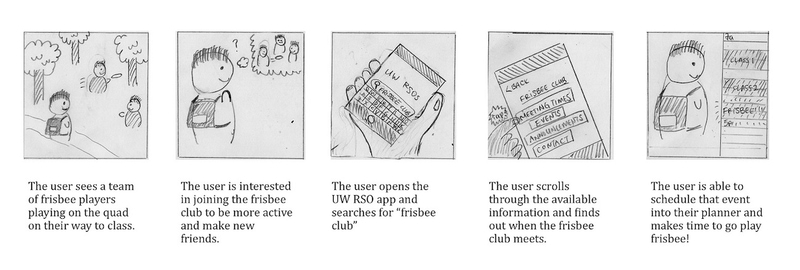 ?
UW RSOS
FRISBEE CLUB
< BACK
FRISBEE CLUB
MEETING TIMES
EVENTS
ANNOUNCEMENTS
CONTACT
7a
CLASS 1
CLASS 2
FRISBEE!!!
5p
The user sees a team
of frisbee players
playing on the quad
on their way to class.
The user is interested
in joining the frisbee
club to be more active
and make new
friends.
The user opens the
UW RSO app and
searches for “frisbee
club”
The user scrolls
through the available
information and finds
out when the frisbee
club meets.
The user is able to
schedule that event
into their planner and
makes time to go play
frisbee!